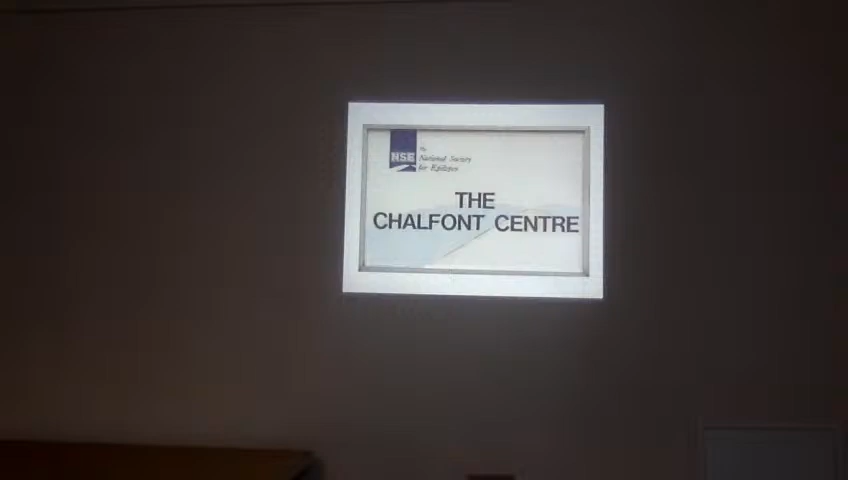 NSE
The
National Society
for Epilepsy
THE
CHALFONT CENTRE